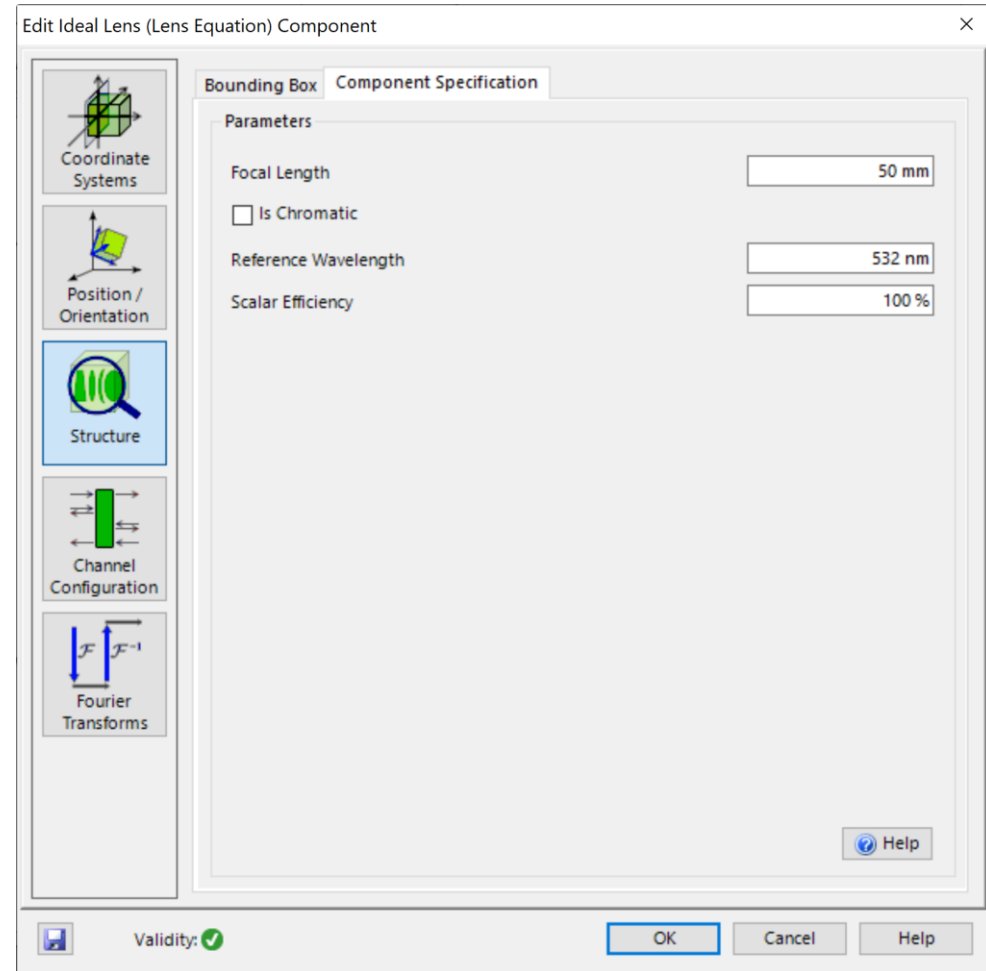 Edit Ideal Lens (Lens Equation) Component
Coordinate
Systems
Position /
Orientation
Structure
Channel
Configuration
ℱ ℱ⁻¹
Fourier
Transforms
Bounding Box Component Specification
Parameters
Focal Length 50 mm
Is Chromatic
Reference Wavelength 532 nm
Scalar Efficiency 100 %
Help
Validity:
OK Cancel Help